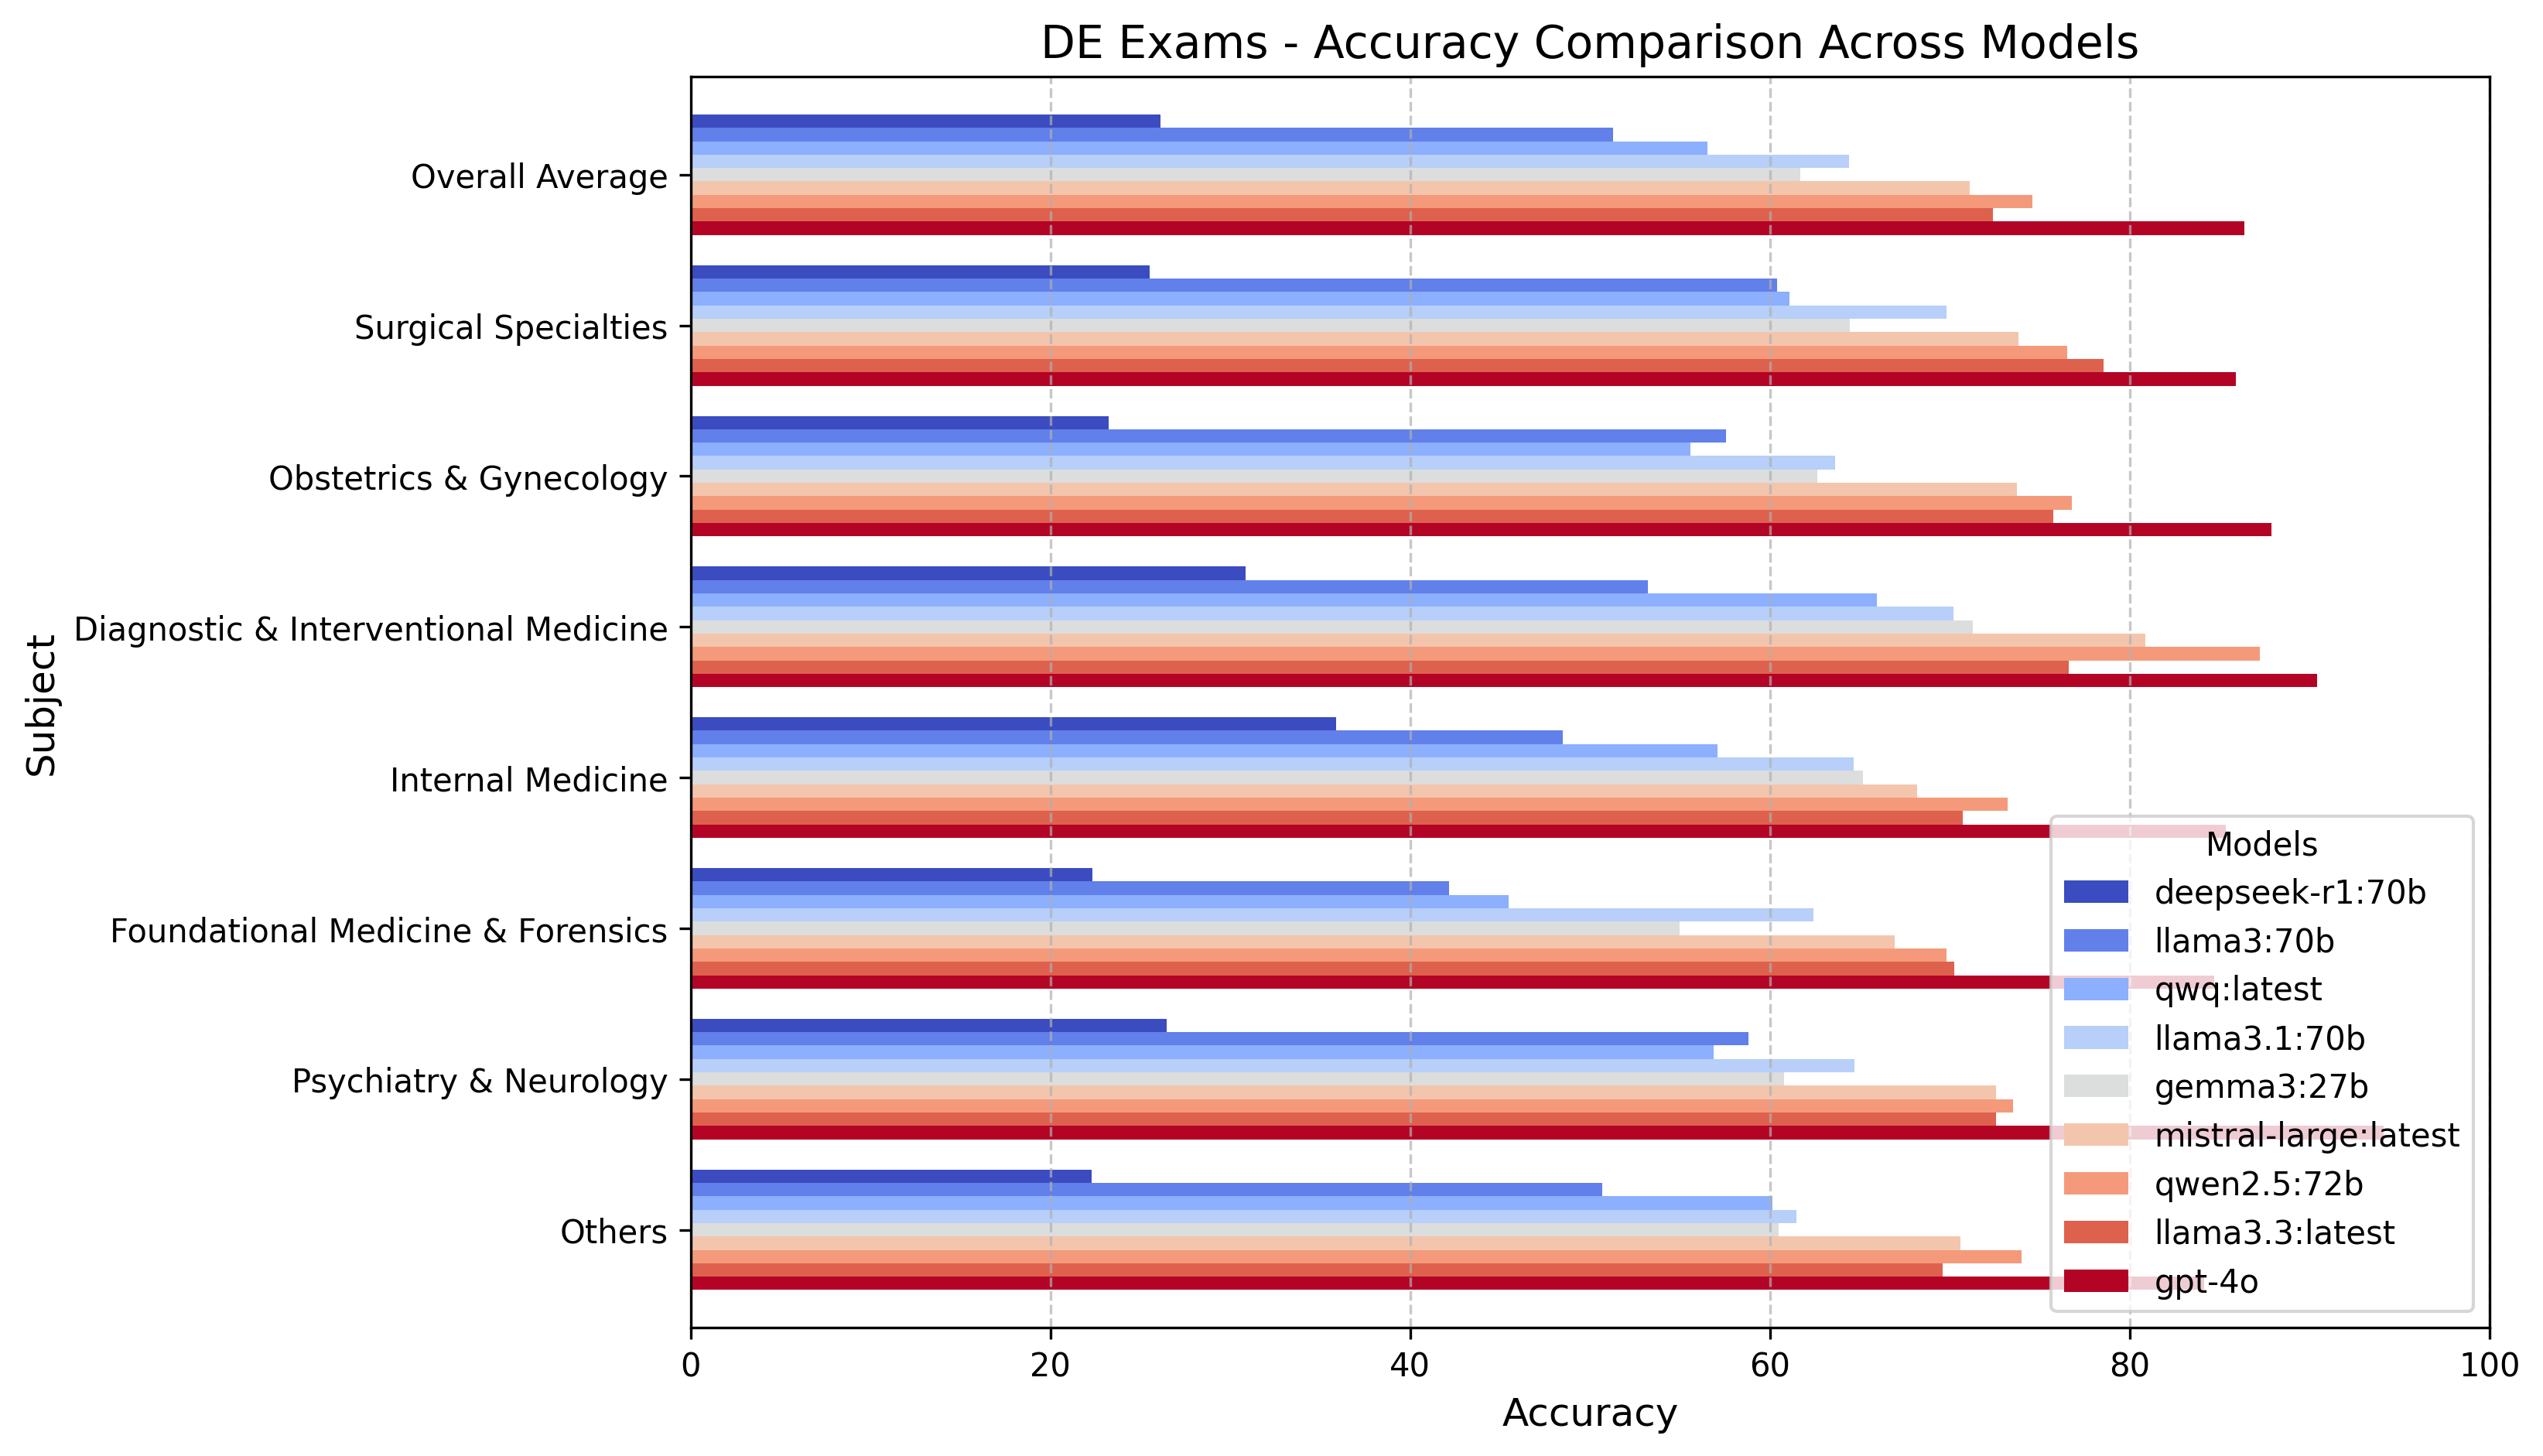 DE Exams - Accuracy Comparison Across Models
Subject
Overall Average
Surgical Specialties
Obstetrics & Gynecology
Diagnostic & Interventional Medicine
Internal Medicine
Foundational Medicine & Forensics
Psychiatry & Neurology
Others
Models
deepseek-r1:70b
llama3:70b
qwq:latest
llama3.1:70b
gemma3:27b
mistral-large:latest
qwen2.5:72b
llama3.3:latest
gpt-4o
0 20 40 60 80 100
Accuracy